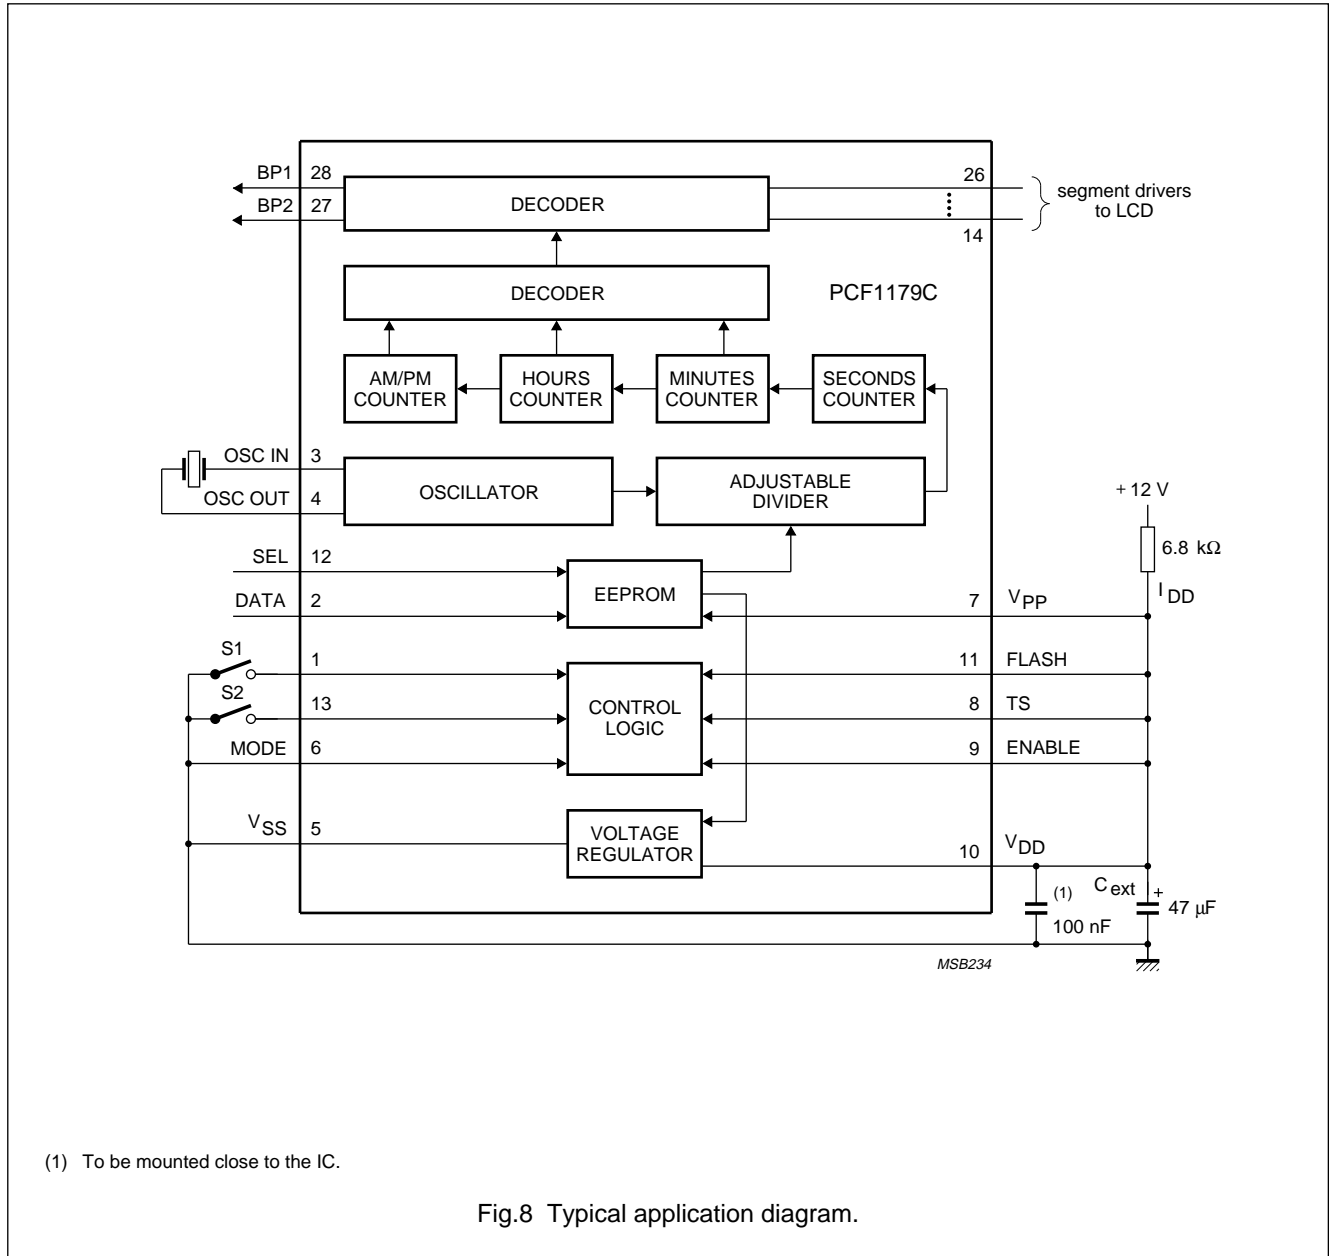 BP1 28
26
BP2 27
DECODER
segment drivers
to LCD
14
DECODER
PCF1179C
AM/PM
COUNTER
HOURS
COUNTER
MINUTES
COUNTER
SECONDS
COUNTER
OSC IN 3
OSC OUT 4
OSCILLATOR
ADJUSTABLE
DIVIDER
+ 12 V
6.8 kΩ
I DD
SEL 12
DATA 2
EEPROM
7 VPP
S1
1
11 FLASH
S2
13
CONTROL
LOGIC
8 TS
MODE 6
9 ENABLE
VSS 5
VOLTAGE
REGULATOR
10 VDD
(1)
100 nF
Cext +
47 μF
MSB234
(1) To be mounted close to the IC.
Fig.8 Typical application diagram.